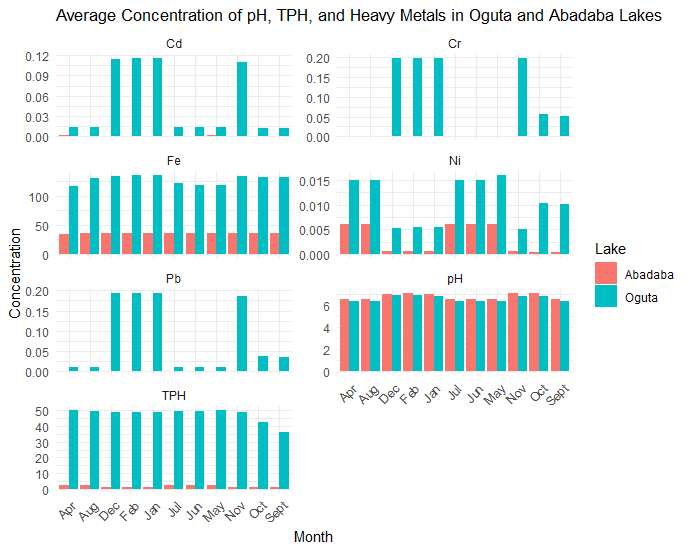 Average Concentration of pH, TPH, and Heavy Metals in Oguta and Abadaba Lakes
Cd
0.12
0.09
0.06
0.03
0.00
Cr
0.20
0.15
0.10
0.05
0.00
Fe
100
50
0
Ni
0.015
0.010
0.005
0.000
Pb
0.20
0.15
0.10
0.05
0.00
pH
6
4
2
0
Apr Aug Dec Feb Jan Jul Jun May Nov Oct Sept
TPH
50
40
30
20
10
0
Apr Aug Dec Feb Jan Jul Jun May Nov Oct Sept
Concentration
Month
Lake
Abadaba
Oguta